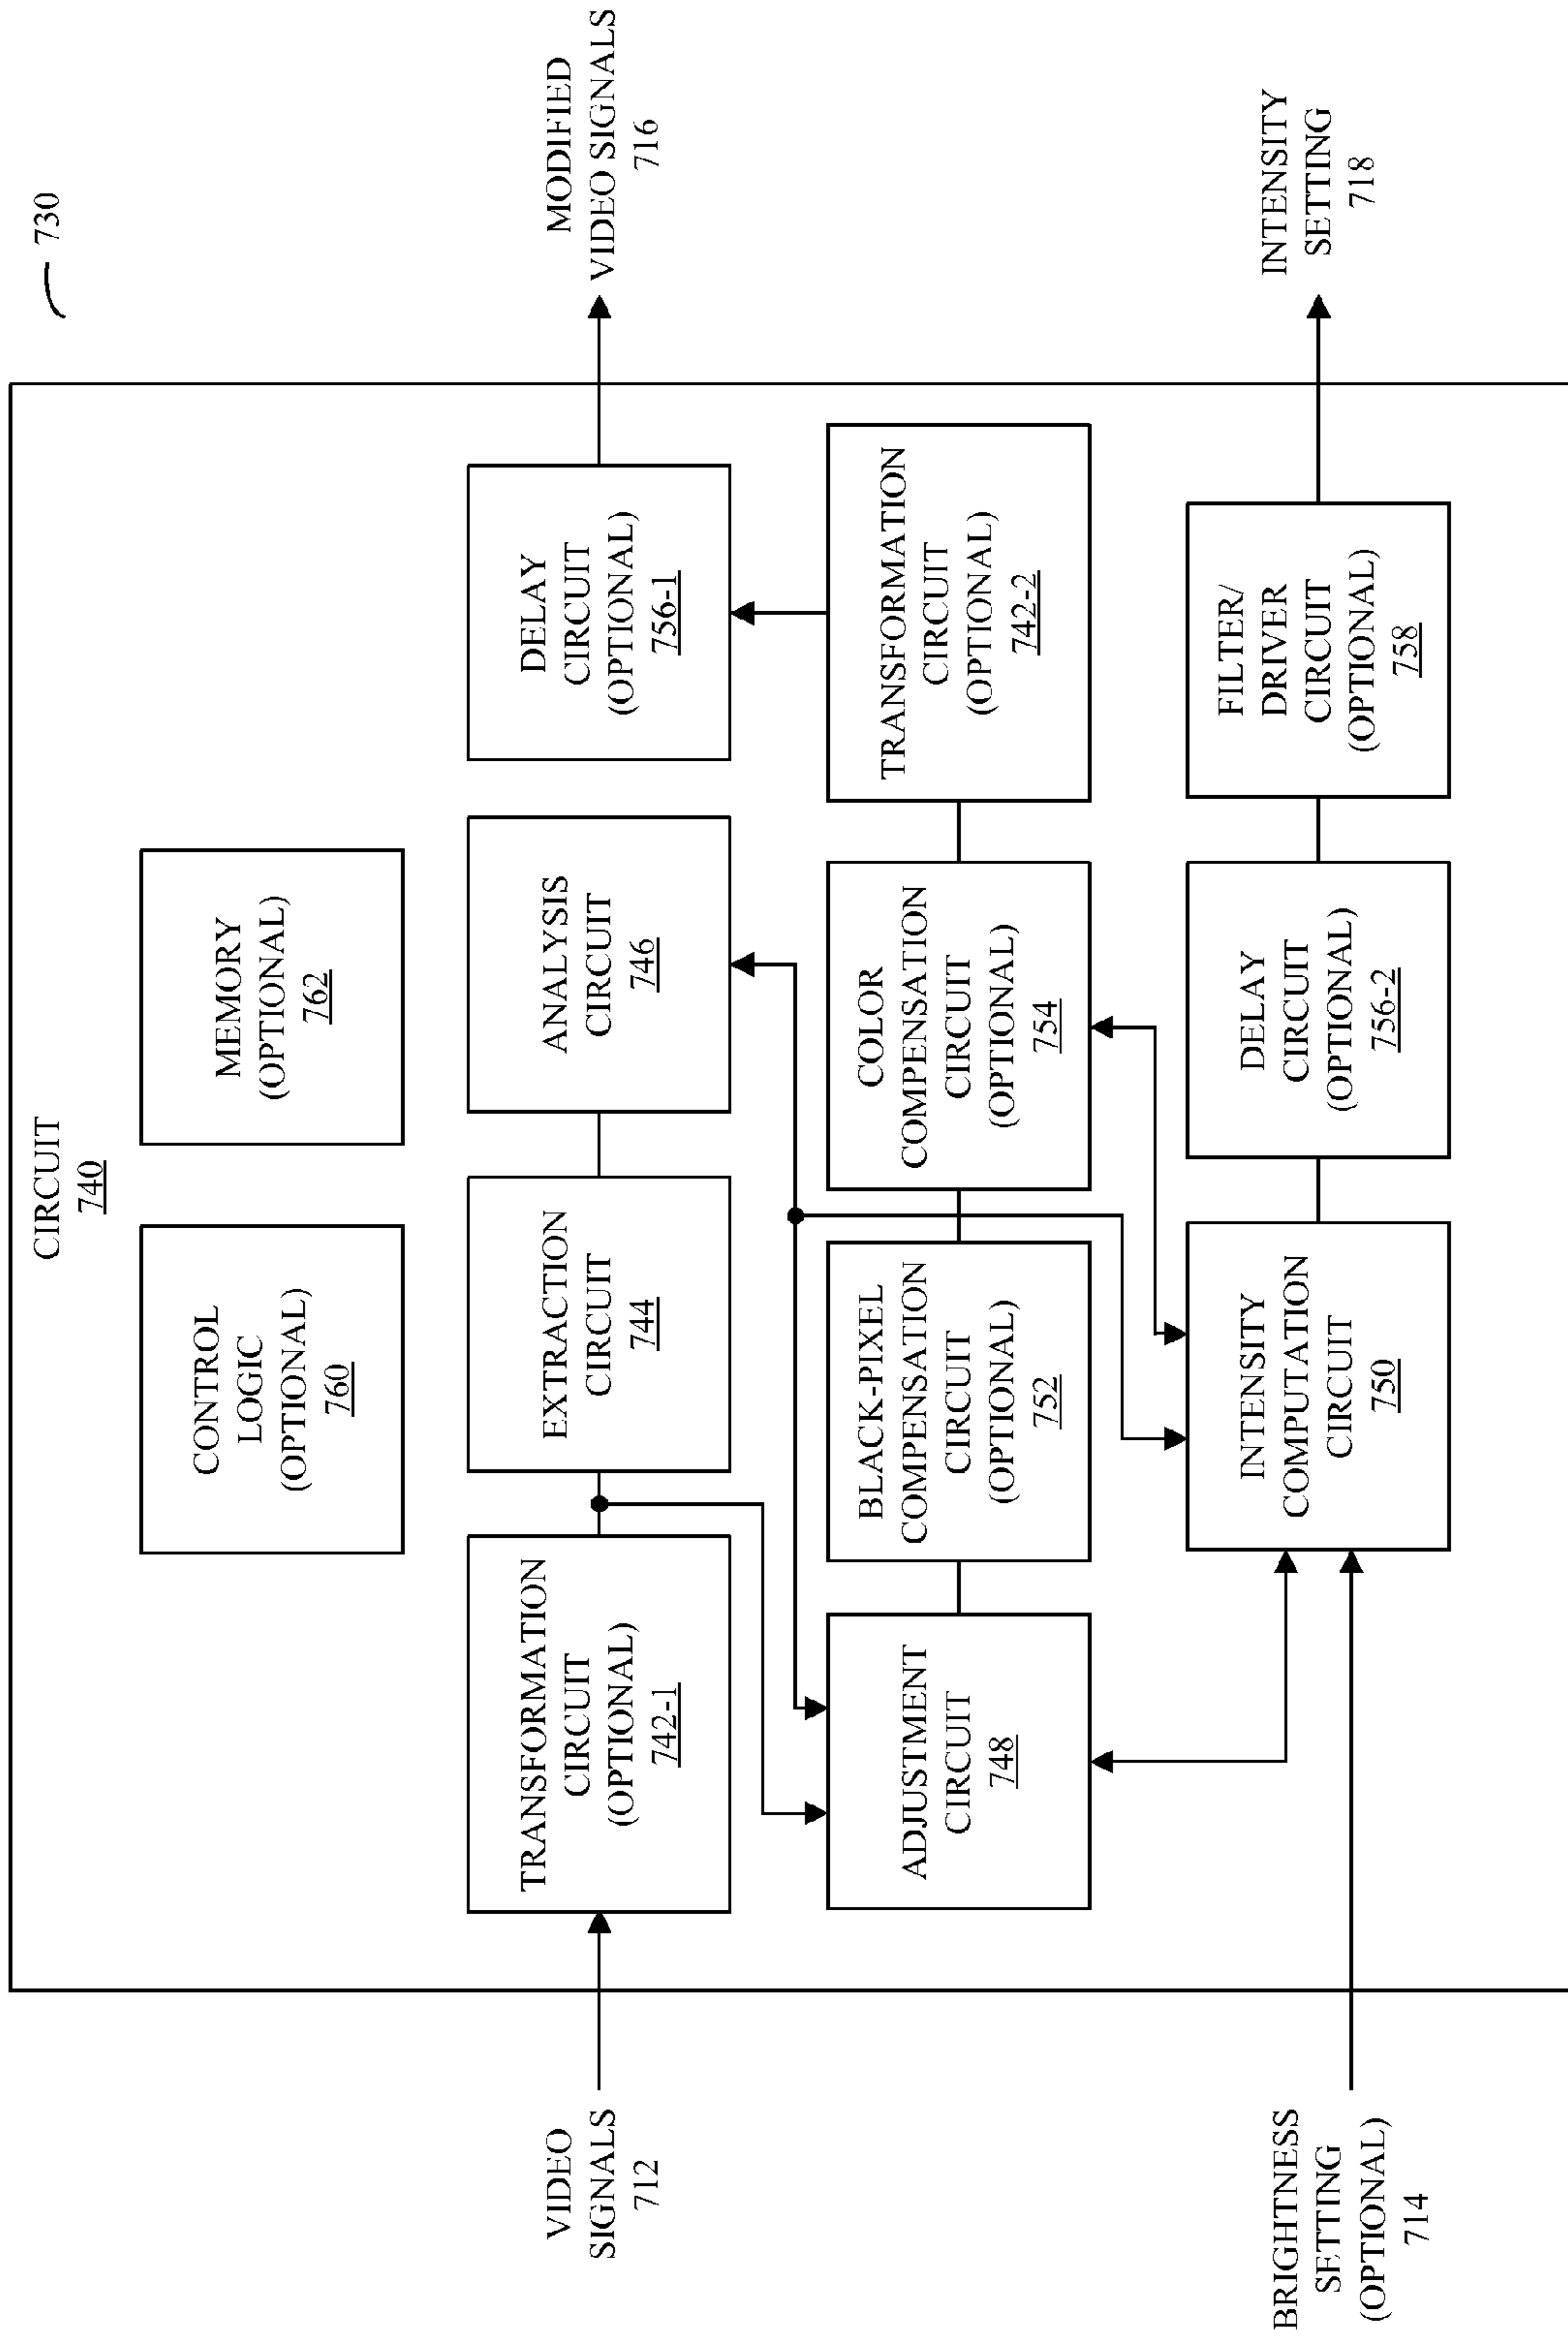 730
CIRCUIT
740
CONTROL
LOGIC
(OPTIONAL)
760
MEMORY
(OPTIONAL)
762
VIDEO
SIGNALS
712
TRANSFORMATION
CIRCUIT
(OPTIONAL)
742-1
EXTRACTION
CIRCUIT
744
ANALYSIS
CIRCUIT
746
DELAY
CIRCUIT
(OPTIONAL)
756-1
MODIFIED
VIDEO SIGNALS
716
ADJUSTMENT
CIRCUIT
748
BLACK-PIXEL
COMPENSATION
CIRCUIT
(OPTIONAL)
752
COLOR
COMPENSATION
CIRCUIT
(OPTIONAL)
754
TRANSFORMATION
CIRCUIT
(OPTIONAL)
742-2
BRIGHTNESS
SETTING
(OPTIONAL)
714
INTENSITY
COMPUTATION
CIRCUIT
750
DELAY
CIRCUIT
(OPTIONAL)
756-2
FILTER/
DRIVER
CIRCUIT
(OPTIONAL)
758
INTENSITY
SETTING
718